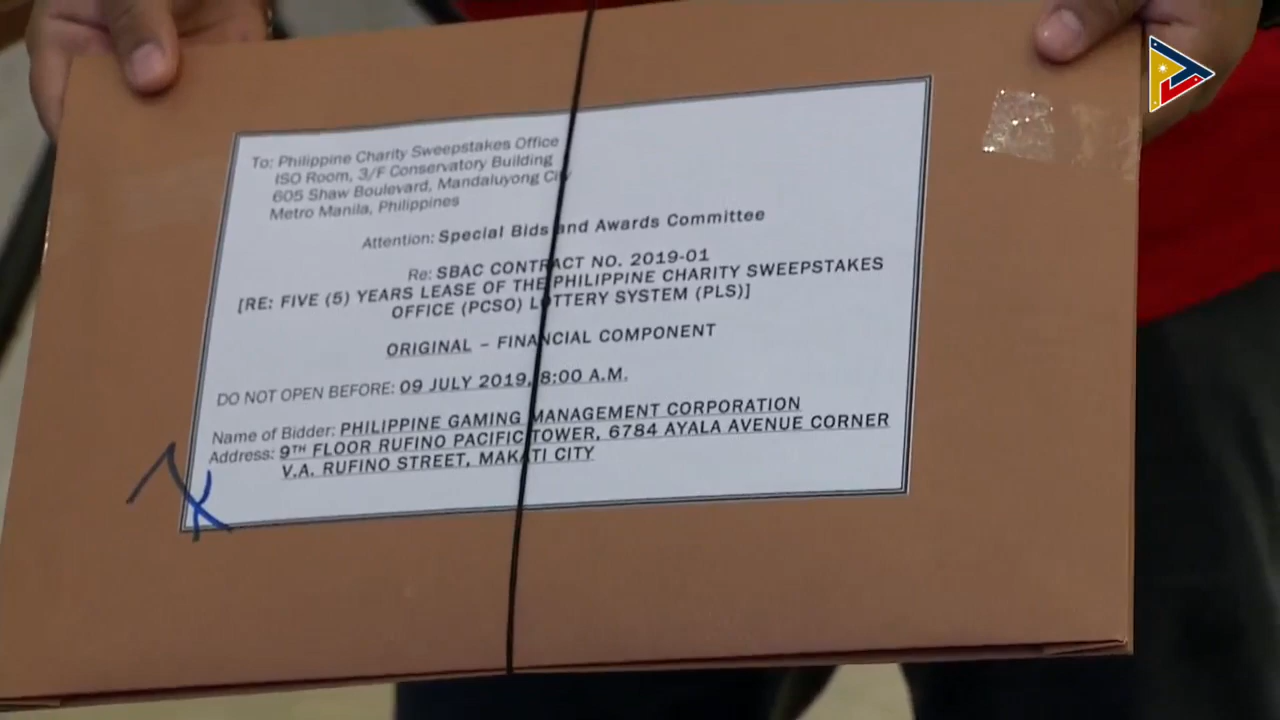 To: Philippine Charity Sweepstakes Office
ISO Room, 3/F Conservatory Building
605 Shaw Boulevard, Mandaluyong City
Metro Manila, Philippines
Attention: Special Bids and Awards Committee
Re: SBAC CONTRACT NO. 2019-01
[RE: FIVE (5) YEARS LEASE OF THE PHILIPPINE CHARITY SWEEPSTAKES
OFFICE (PCSO) LOTTERY SYSTEM (PLS)]
ORIGINAL – FINANCIAL COMPONENT
DO NOT OPEN BEFORE: 09 JULY 2019, 8:00 A.M.
Name of Bidder: PHILIPPINE GAMING MANAGEMENT CORPORATION
Address: 9TH FLOOR RUFINO PACIFIC TOWER, 6784 AYALA AVENUE CORNER
V.A. RUFINO STREET, MAKATI CITY